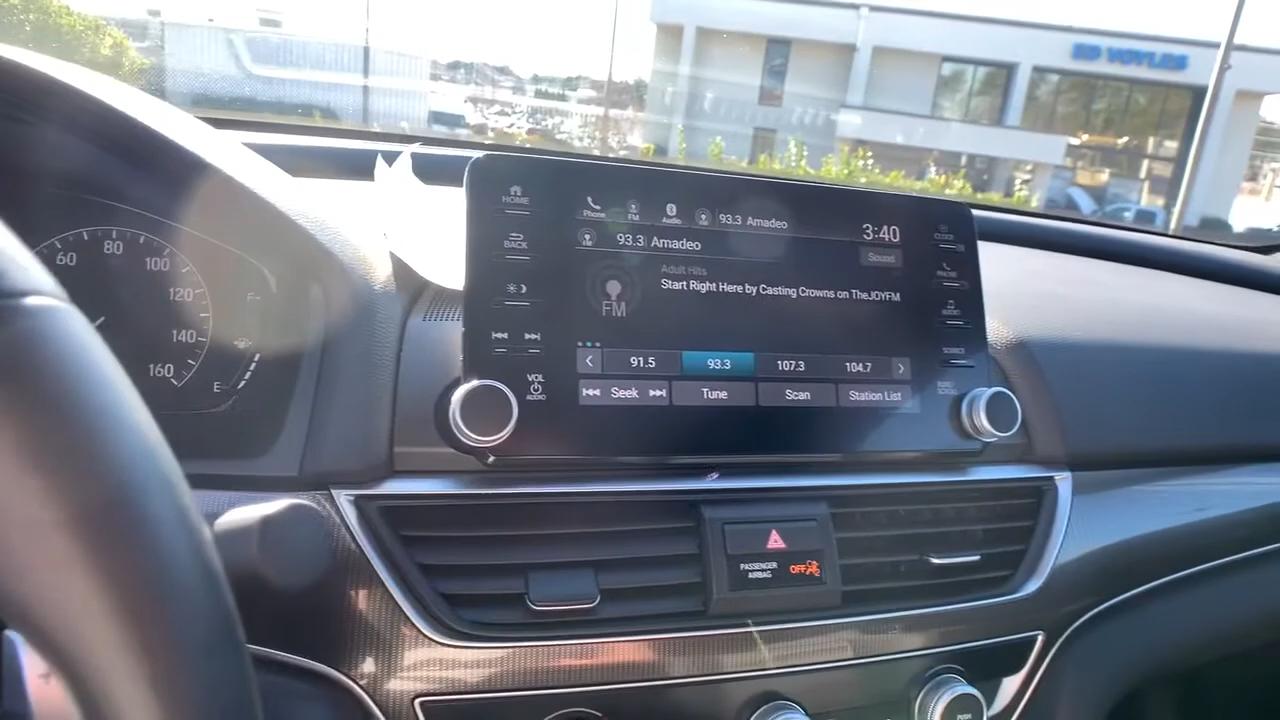 ED VOYLES
HOME
BACK
VOL
AUDIO
Phone
FM
Audio
93.3 Amadeo
3:40
93.3 Amadeo
Sound
Adult Hits
Start Right Here by Casting Crowns on TheJOYFM
FM
91.5
93.3
107.3
104.7
Seek
Tune
Scan
Station List
CLOCK
PHONE
AUDIO
SOURCE
60
80
100
120
140
160
F
E
PASSENGER
AIRBAG
OFF
PUSH